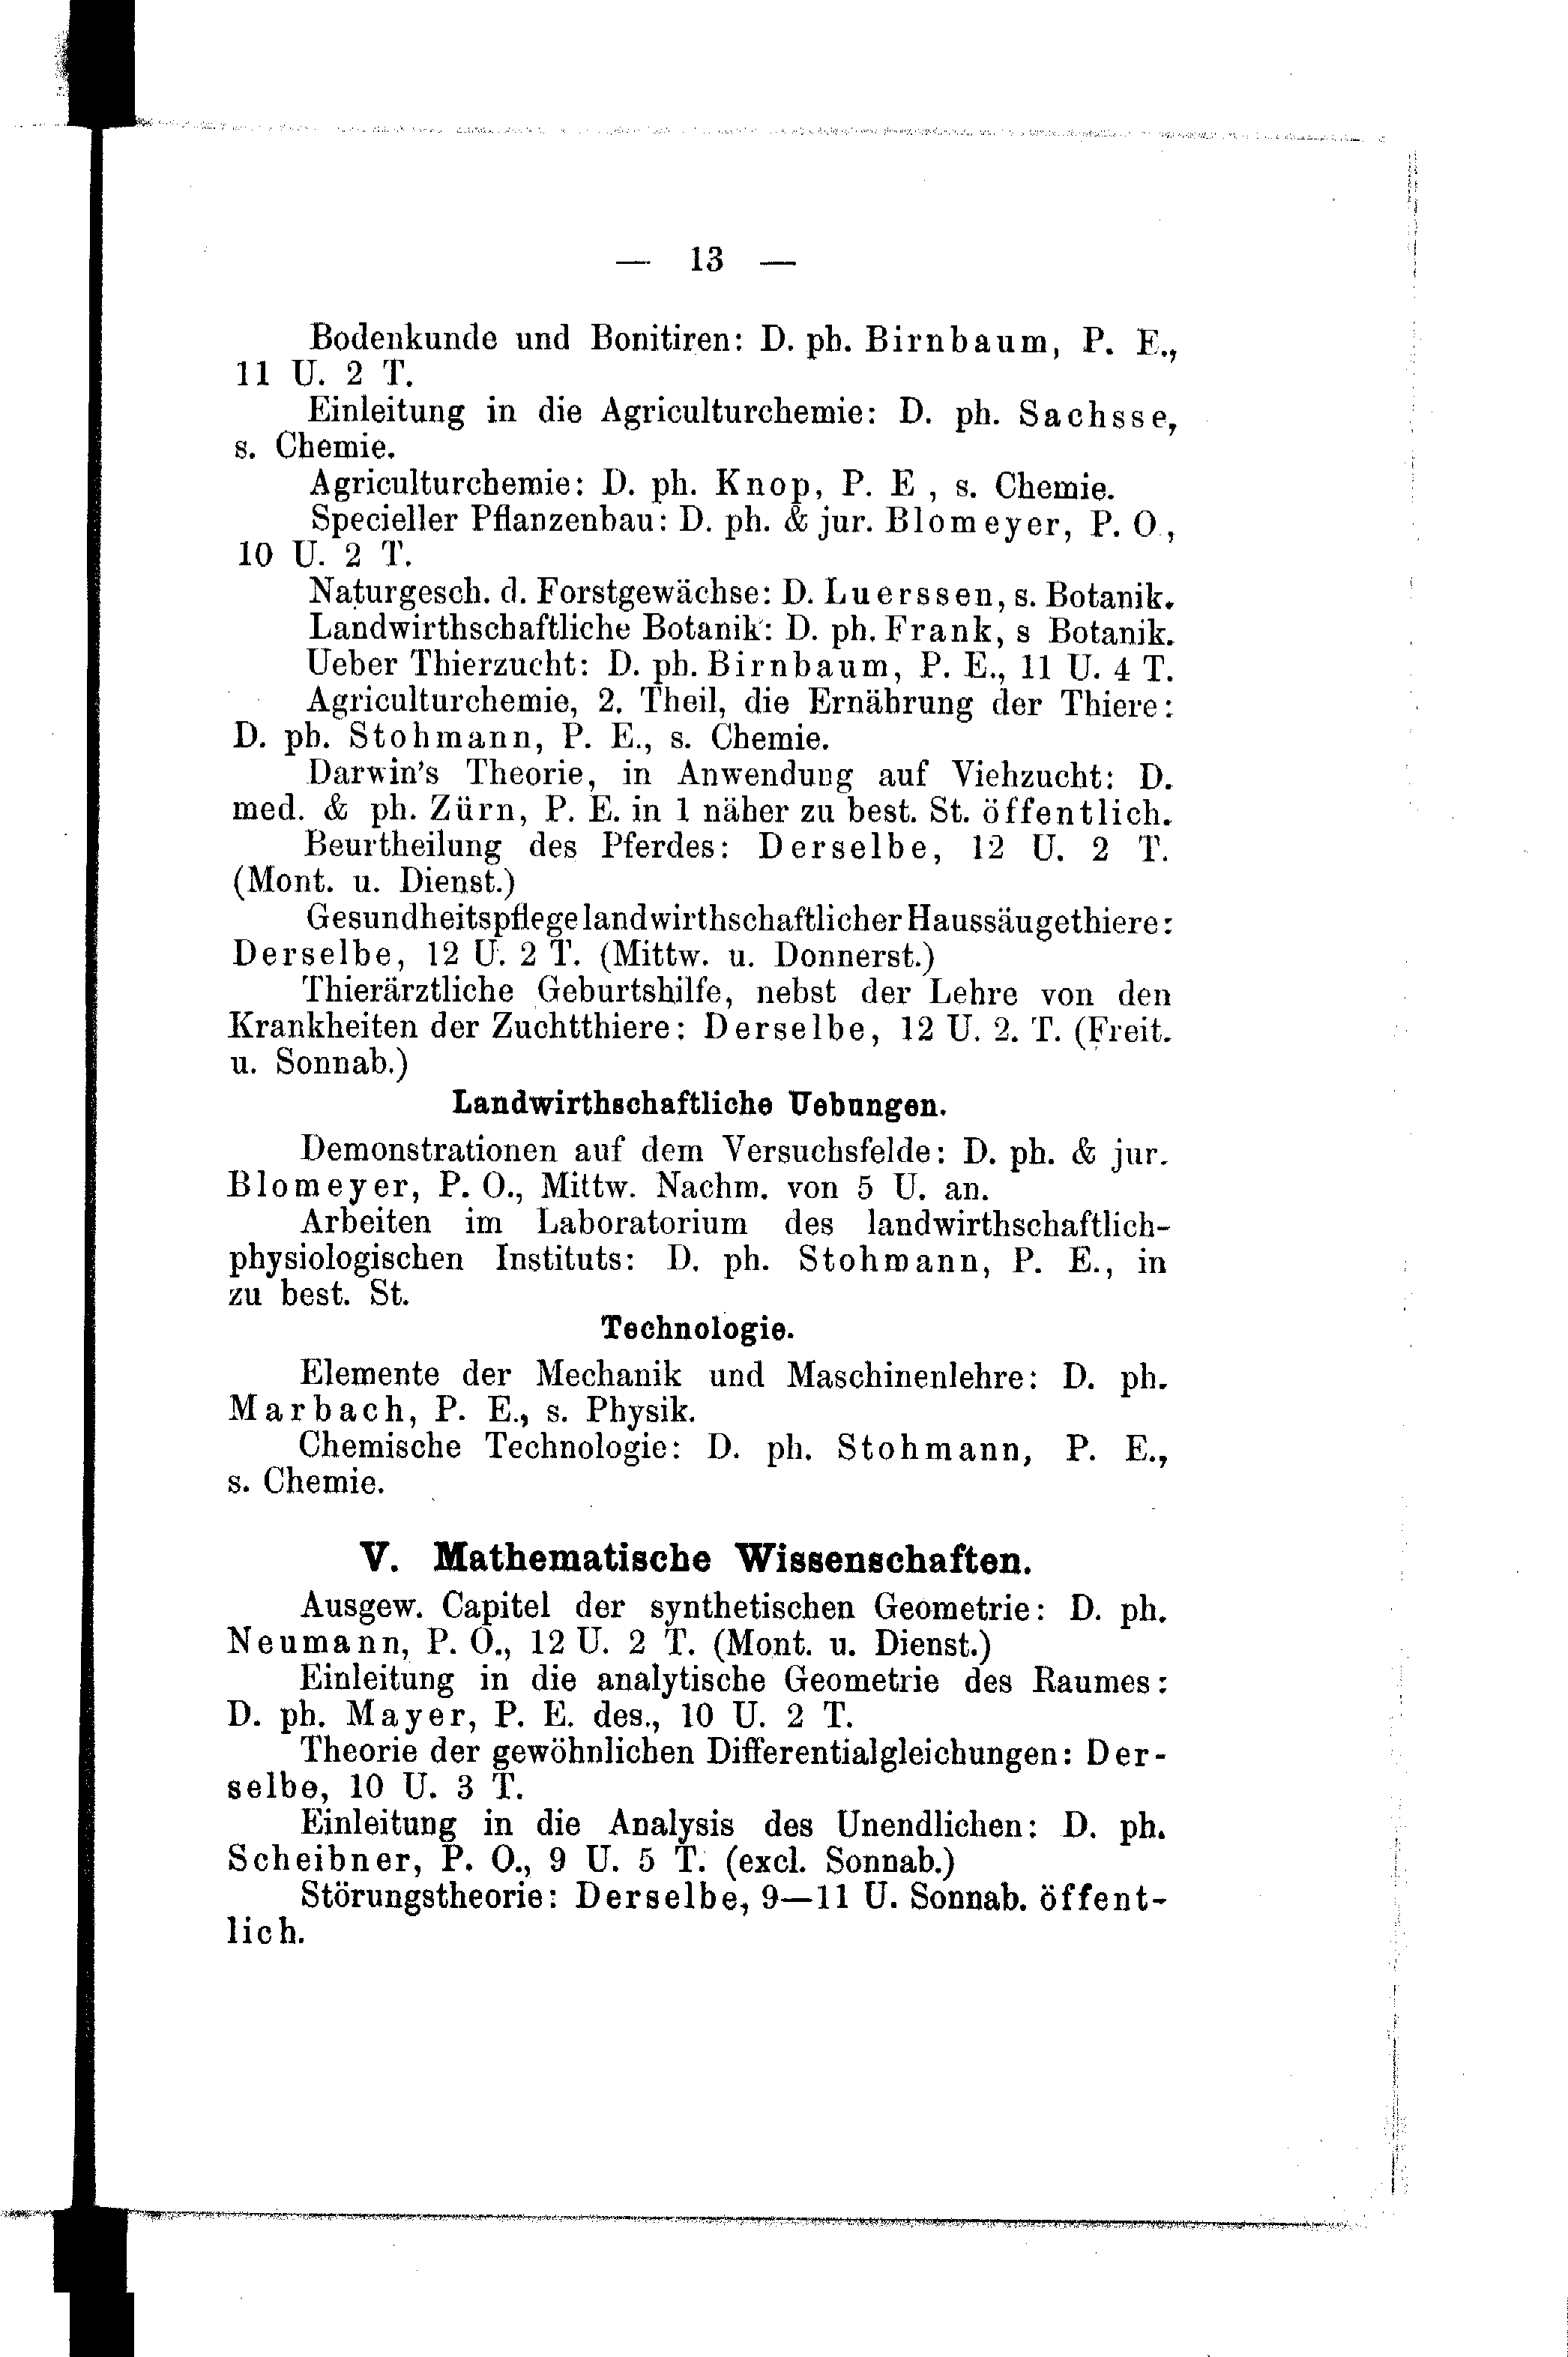 — 13 —
Bodenkunde und Bonitiren: D. ph. Birnbaum, P. E.,
11 U. 2 T.
Einleitung in die Agriculturchemie: D. ph. Sachsse,
s. Chemie.
Agriculturchemie: D. ph. Knop, P. E , s. Chemie.
Specieller Pflanzenbau: D. ph. & jur. Blomeyer, P. O.,
10 U. 2 T.
Naturgesch. d. Forstgewächse: D. Luerssen, s. Botanik.
Landwirthschaftliche Botanik: D. ph. Frank, s Botanik.
Ueber Thierzucht: D. ph. Birnbaum, P. E., 11 U. 4 T.
Agriculturchemie, 2. Theil, die Ernährung der Thiere:
D. ph. Stohmann, P. E., s. Chemie.
Darwin's Theorie, in Anwendung auf Viehzucht: D.
med. & ph. Zürn, P. E. in 1 näher zu best. St. öffentlich.
Beurtheilung des Pferdes: Derselbe, 12 U. 2 T.
(Mont. u. Dienst.)
Gesundheitspflege landwirthschaftlicher Haussäugethiere:
Derselbe, 12 U. 2 T. (Mittw. u. Donnerst.)
Thierärztliche Geburtshilfe, nebst der Lehre von den
Krankheiten der Zuchtthiere: Derselbe, 12 U. 2. T. (Freit.
u. Sonnab.)
Landwirthschaftliche Uebungen.
Demonstrationen auf dem Versuchsfelde: D. ph. & jur.
Blomeyer, P. O., Mittw. Nachm. von 5 U. an.
Arbeiten im Laboratorium des landwirthschaftlich-
physiologischen Instituts: D. ph. Stohmann, P. E., in
zu best. St.
Technologie.
Elemente der Mechanik und Maschinenlehre: D. ph.
Marbach, P. E., s. Physik.
Chemische Technologie: D. ph. Stohmann, P. E.,
s. Chemie.
V. Mathematische Wissenschaften.
Ausgew. Capitel der synthetischen Geometrie: D. ph.
Neumann, P. O., 12 U. 2 T. (Mont. u. Dienst.)
Einleitung in die analytische Geometrie des Raumes:
D. ph. Mayer, P. E. des., 10 U. 2 T.
Theorie der gewöhnlichen Differentialgleichungen: Der-
selbe, 10 U. 3 T.
Einleitung in die Analysis des Unendlichen: D. ph.
Scheibner, P. O., 9 U. 5 T. (excl. Sonnab.)
Störungstheorie: Derselbe, 9—11 U. Sonnab. öffent-
lich.